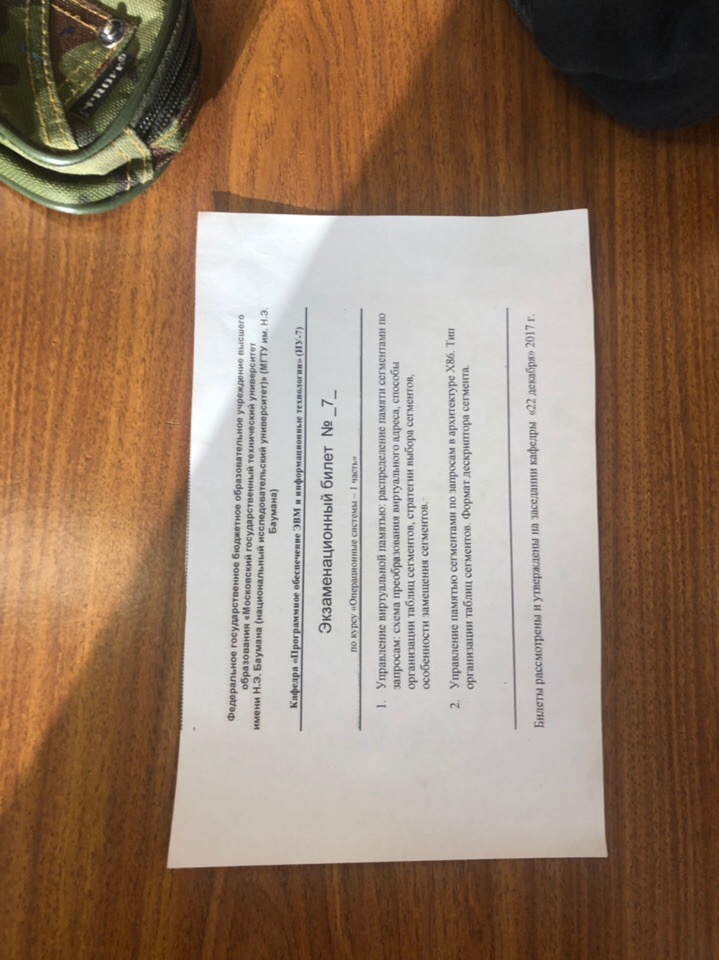 Федеральное государственное бюджетное образовательное учреждение высшего
образования «Московский государственный технический университет
имени Н.Э. Баумана (национальный исследовательский университет)» (МГТУ им. Н.Э.
Баумана)
Кафедра «Программное обеспечение ЭВМ и информационные технологии» (ИУ-7)
Экзаменационный билет № _7_
по курсу «Операционные системы – 1 часть»
1. Управление виртуальной памятью: распределение памяти сегментами по
запросам: схема преобразования виртуального адреса, способы
организации таблиц сегментов, стратегии выбора сегментов,
особенности замещения сегментов.
2. Управление памятью сегментами по запросам в архитектуре X86. Тип
организации таблиц сегментов. Формат дескриптора сегмента.
Билеты рассмотрены и утверждены на заседании кафедры «22 декабря» 2017 г.